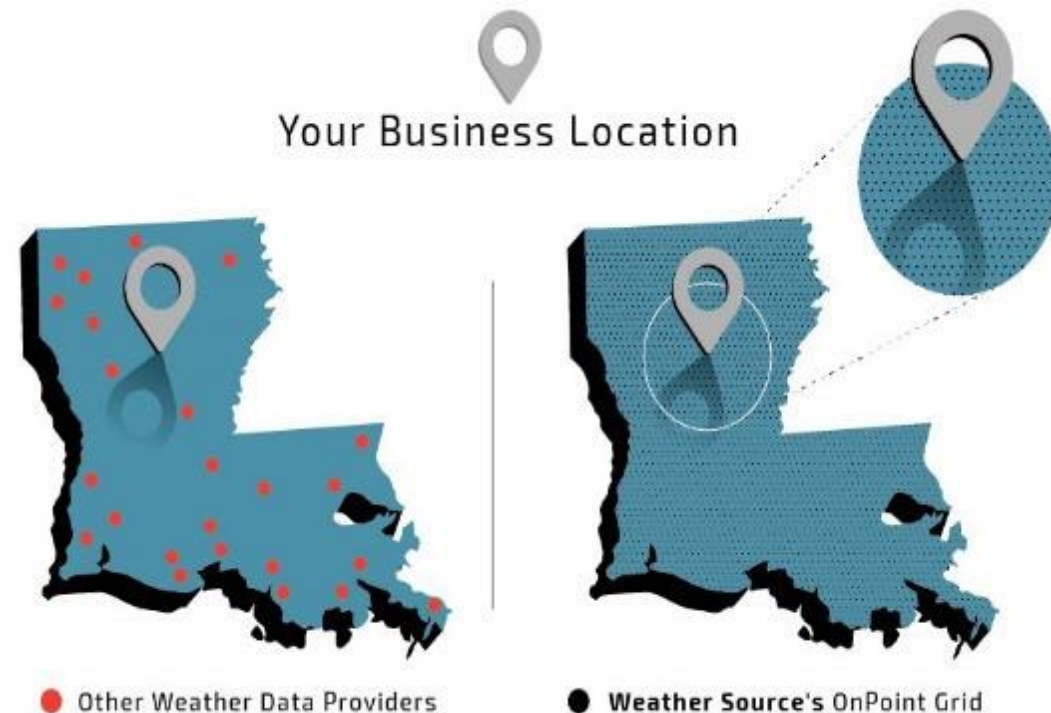 Your Business Location
Other Weather Data Providers
Weather Source's OnPoint Grid